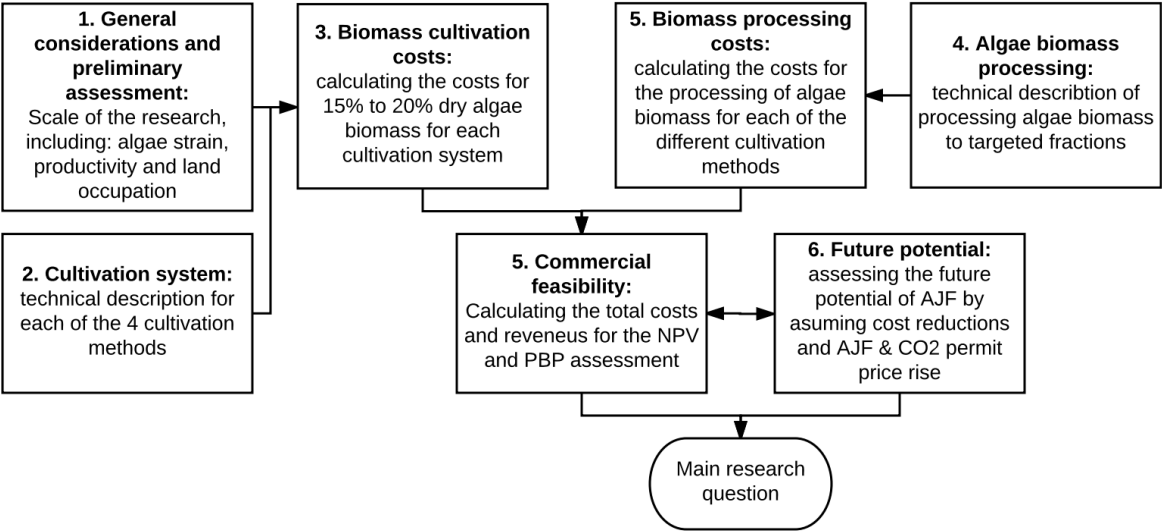 1. General
considerations and
preliminary
assessment:
Scale of the research,
including: algae strain,
productivity and land
occupation
2. Cultivation system:
technical description for
each of the 4 cultivation
methods
3. Biomass cultivation
costs:
calculating the costs for
15% to 20% dry algae
biomass for each
cultivation system
5. Biomass processing
costs:
calculating the costs for
the processing of algae
biomass for each of the
different cultivation
methods
4. Algae biomass
processing:
technical describtion of
processing algae biomass
to targeted fractions
5. Commercial
feasibility:
Calculating the total costs
and reveneus for the NPV
and PBP assessment
6. Future potential:
assessing the future
potential of AJF by
asuming cost reductions
and AJF & CO2 permit
price rise
Main research
question